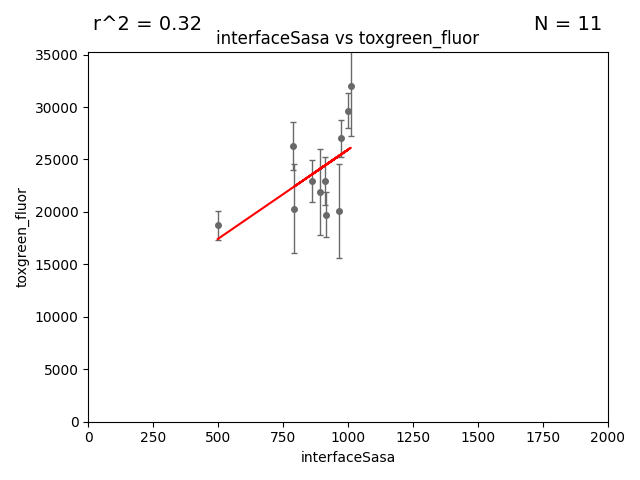 r^2 = 0.32
N = 11
interfaceSasa vs toxgreen_fluor
35000
30000
25000
20000
15000
10000
5000
0
toxgreen_fluor
0 250 500 750 1000 1250 1500 1750 2000
interfaceSasa